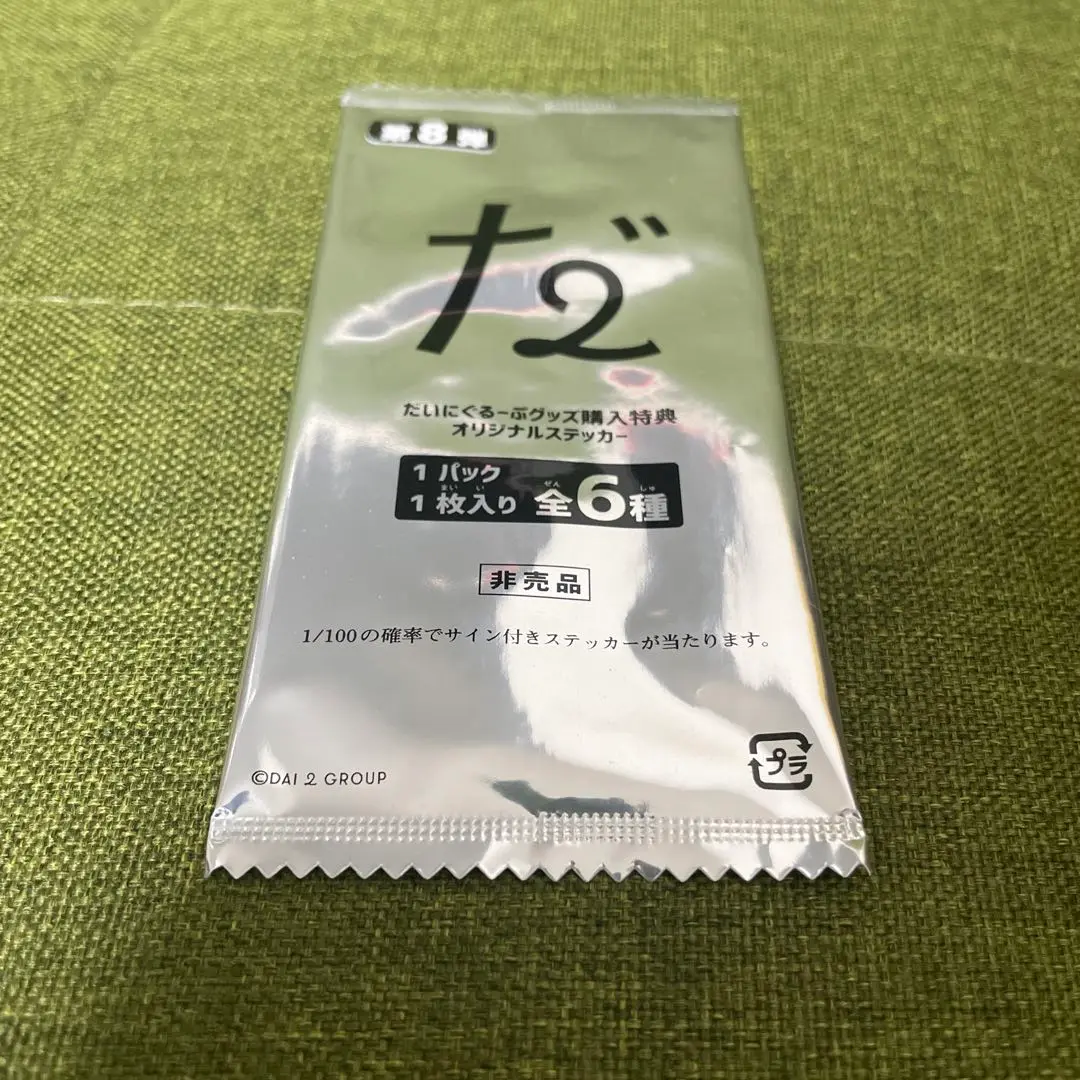 第8弾
だ2
だいにぐるーぷグッズ購入特典
オリジナルステッカー
1パック
1枚入り 全6種
非売品
1/100の確率でサイン付きステッカーが当たります。
©DAI 2 GROUP
プラ